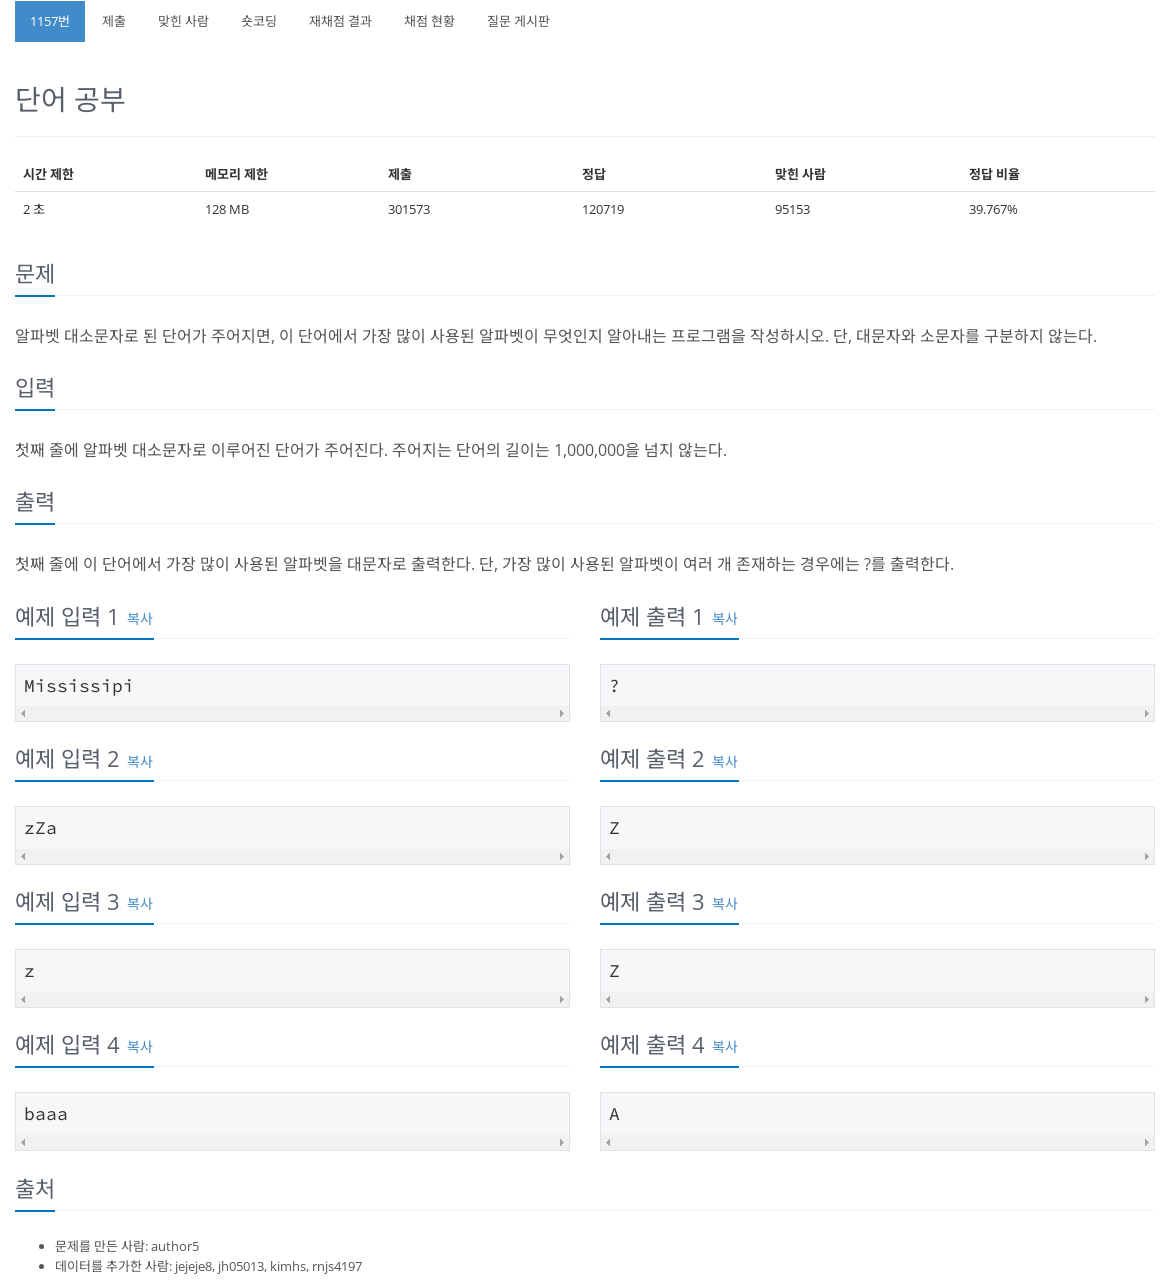 1157번 제출 맞힌 사람 숏코딩 재채점 결과 채점 현황 질문 게시판
단어 공부
시간 제한 메모리 제한 제출 정답 맞힌 사람 정답 비율
2 초 128 MB 301573 120719 95153 39.767%
문제
알파벳 대소문자로 된 단어가 주어지면, 이 단어에서 가장 많이 사용된 알파벳이 무엇인지 알아내는 프로그램을 작성하시오. 단, 대문자와 소문자를 구분하지 않는다.
입력
첫째 줄에 알파벳 대소문자로 이루어진 단어가 주어진다. 주어지는 단어의 길이는 1,000,000을 넘지 않는다.
출력
첫째 줄에 이 단어에서 가장 많이 사용된 알파벳을 대문자로 출력한다. 단, 가장 많이 사용된 알파벳이 여러 개 존재하는 경우에는 ?를 출력한다.
예제 입력 1 복사 예제 출력 1 복사
Mississipi ?
예제 입력 2 복사 예제 출력 2 복사
zZa Z
예제 입력 3 복사 예제 출력 3 복사
z Z
예제 입력 4 복사 예제 출력 4 복사
baaa A
출처
• 문제를 만든 사람: author5
• 데이터를 추가한 사람: jejeje8, jh05013, kimhs, rnjs4197